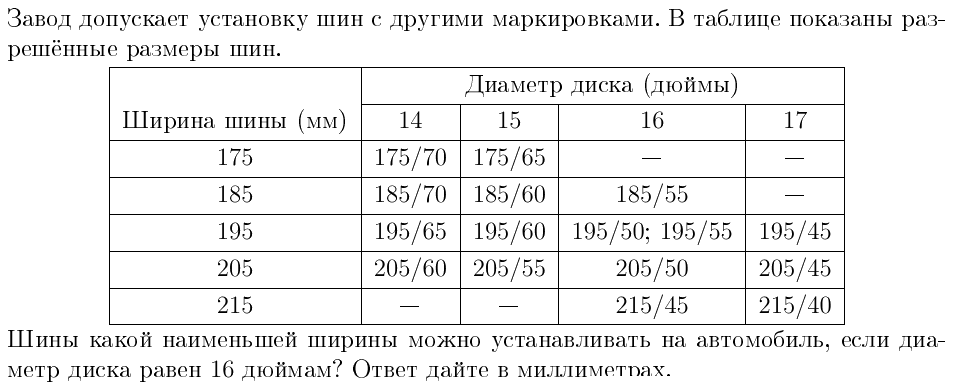 Завод допускает установку шин с другими маркировками. В таблице показаны раз-
решённые размеры шин.
Диаметр диска (дюймы)
Ширина шины (мм) 14 15 16 17
175 175/70 175/65 — —
185 185/70 185/60 185/55 —
195 195/65 195/60 195/50; 195/55 195/45
205 205/60 205/55 205/50 205/45
215 — — 215/45 215/40
Шины какой наименьшей ширины можно устанавливать на автомобиль, если диа-
метр диска равен 16 дюймам? Ответ дайте в миллиметрах.